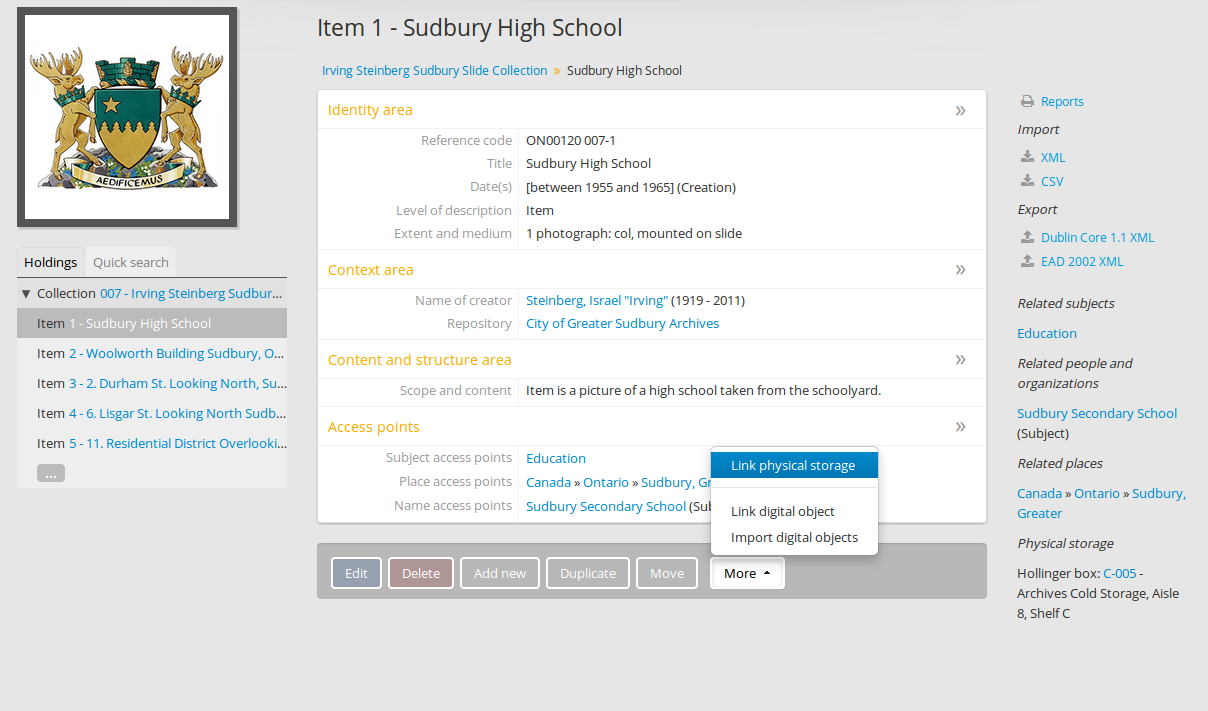 Item 1 - Sudbury High School
Irving Steinberg Sudbury Slide Collection » Sudbury High School
AEDIFICEMUS
Holdings
Quick search
▼ Collection 007 - Irving Steinberg Sudbur...
Item 1 - Sudbury High School
Item 2 - Woolworth Building Sudbury, O...
Item 3 - 2. Durham St. Looking North, Su...
Item 4 - 6. Lisgar St. Looking North Sudb...
Item 5 - 11. Residential District Overlooki...
...
Identity area »
Reference code ON00120 007-1
Title Sudbury High School
Date(s) [between 1955 and 1965] (Creation)
Level of description Item
Extent and medium 1 photograph: col, mounted on slide
Context area »
Name of creator Steinberg, Israel "Irving" (1919 - 2011)
Repository City of Greater Sudbury Archives
Content and structure area »
Scope and content Item is a picture of a high school taken from the schoolyard.
Access points »
Subject access points Education
Place access points Canada » Ontario » Sudbury, Gr
Name access points Sudbury Secondary School (Sub
Link physical storage
Link digital object
Import digital objects
Edit
Delete
Add new
Duplicate
Move
More
Reports
Import
XML
CSV
Export
Dublin Core 1.1 XML
EAD 2002 XML
Related subjects
Education
Related people and
organizations
Sudbury Secondary School
(Subject)
Related places
Canada » Ontario » Sudbury,
Greater
Physical storage
Hollinger box: C-005 -
Archives Cold Storage, Aisle
8, Shelf C